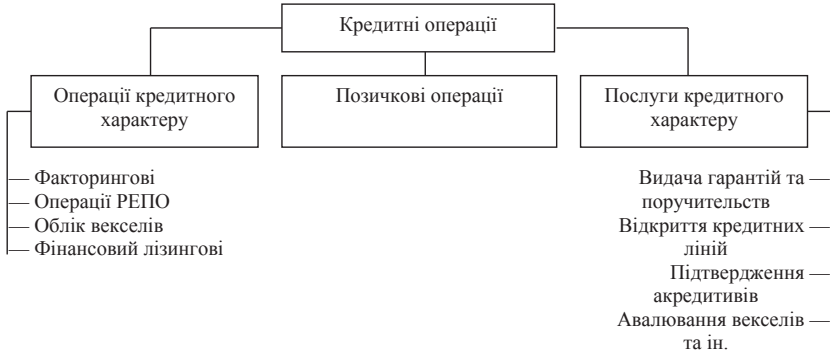 Кредитні операції
Операції кредитного
характеру
Позичкові операції
Послуги кредитного
характеру
— Факторингові
— Операції РЕПО
— Облік векселів
— Фінансовий лізингові
Видача гарантій та —
поручительств
Відкриття кредитних —
ліній
Підтвердження —
акредитивів
Авалювання векселів —
та ін.